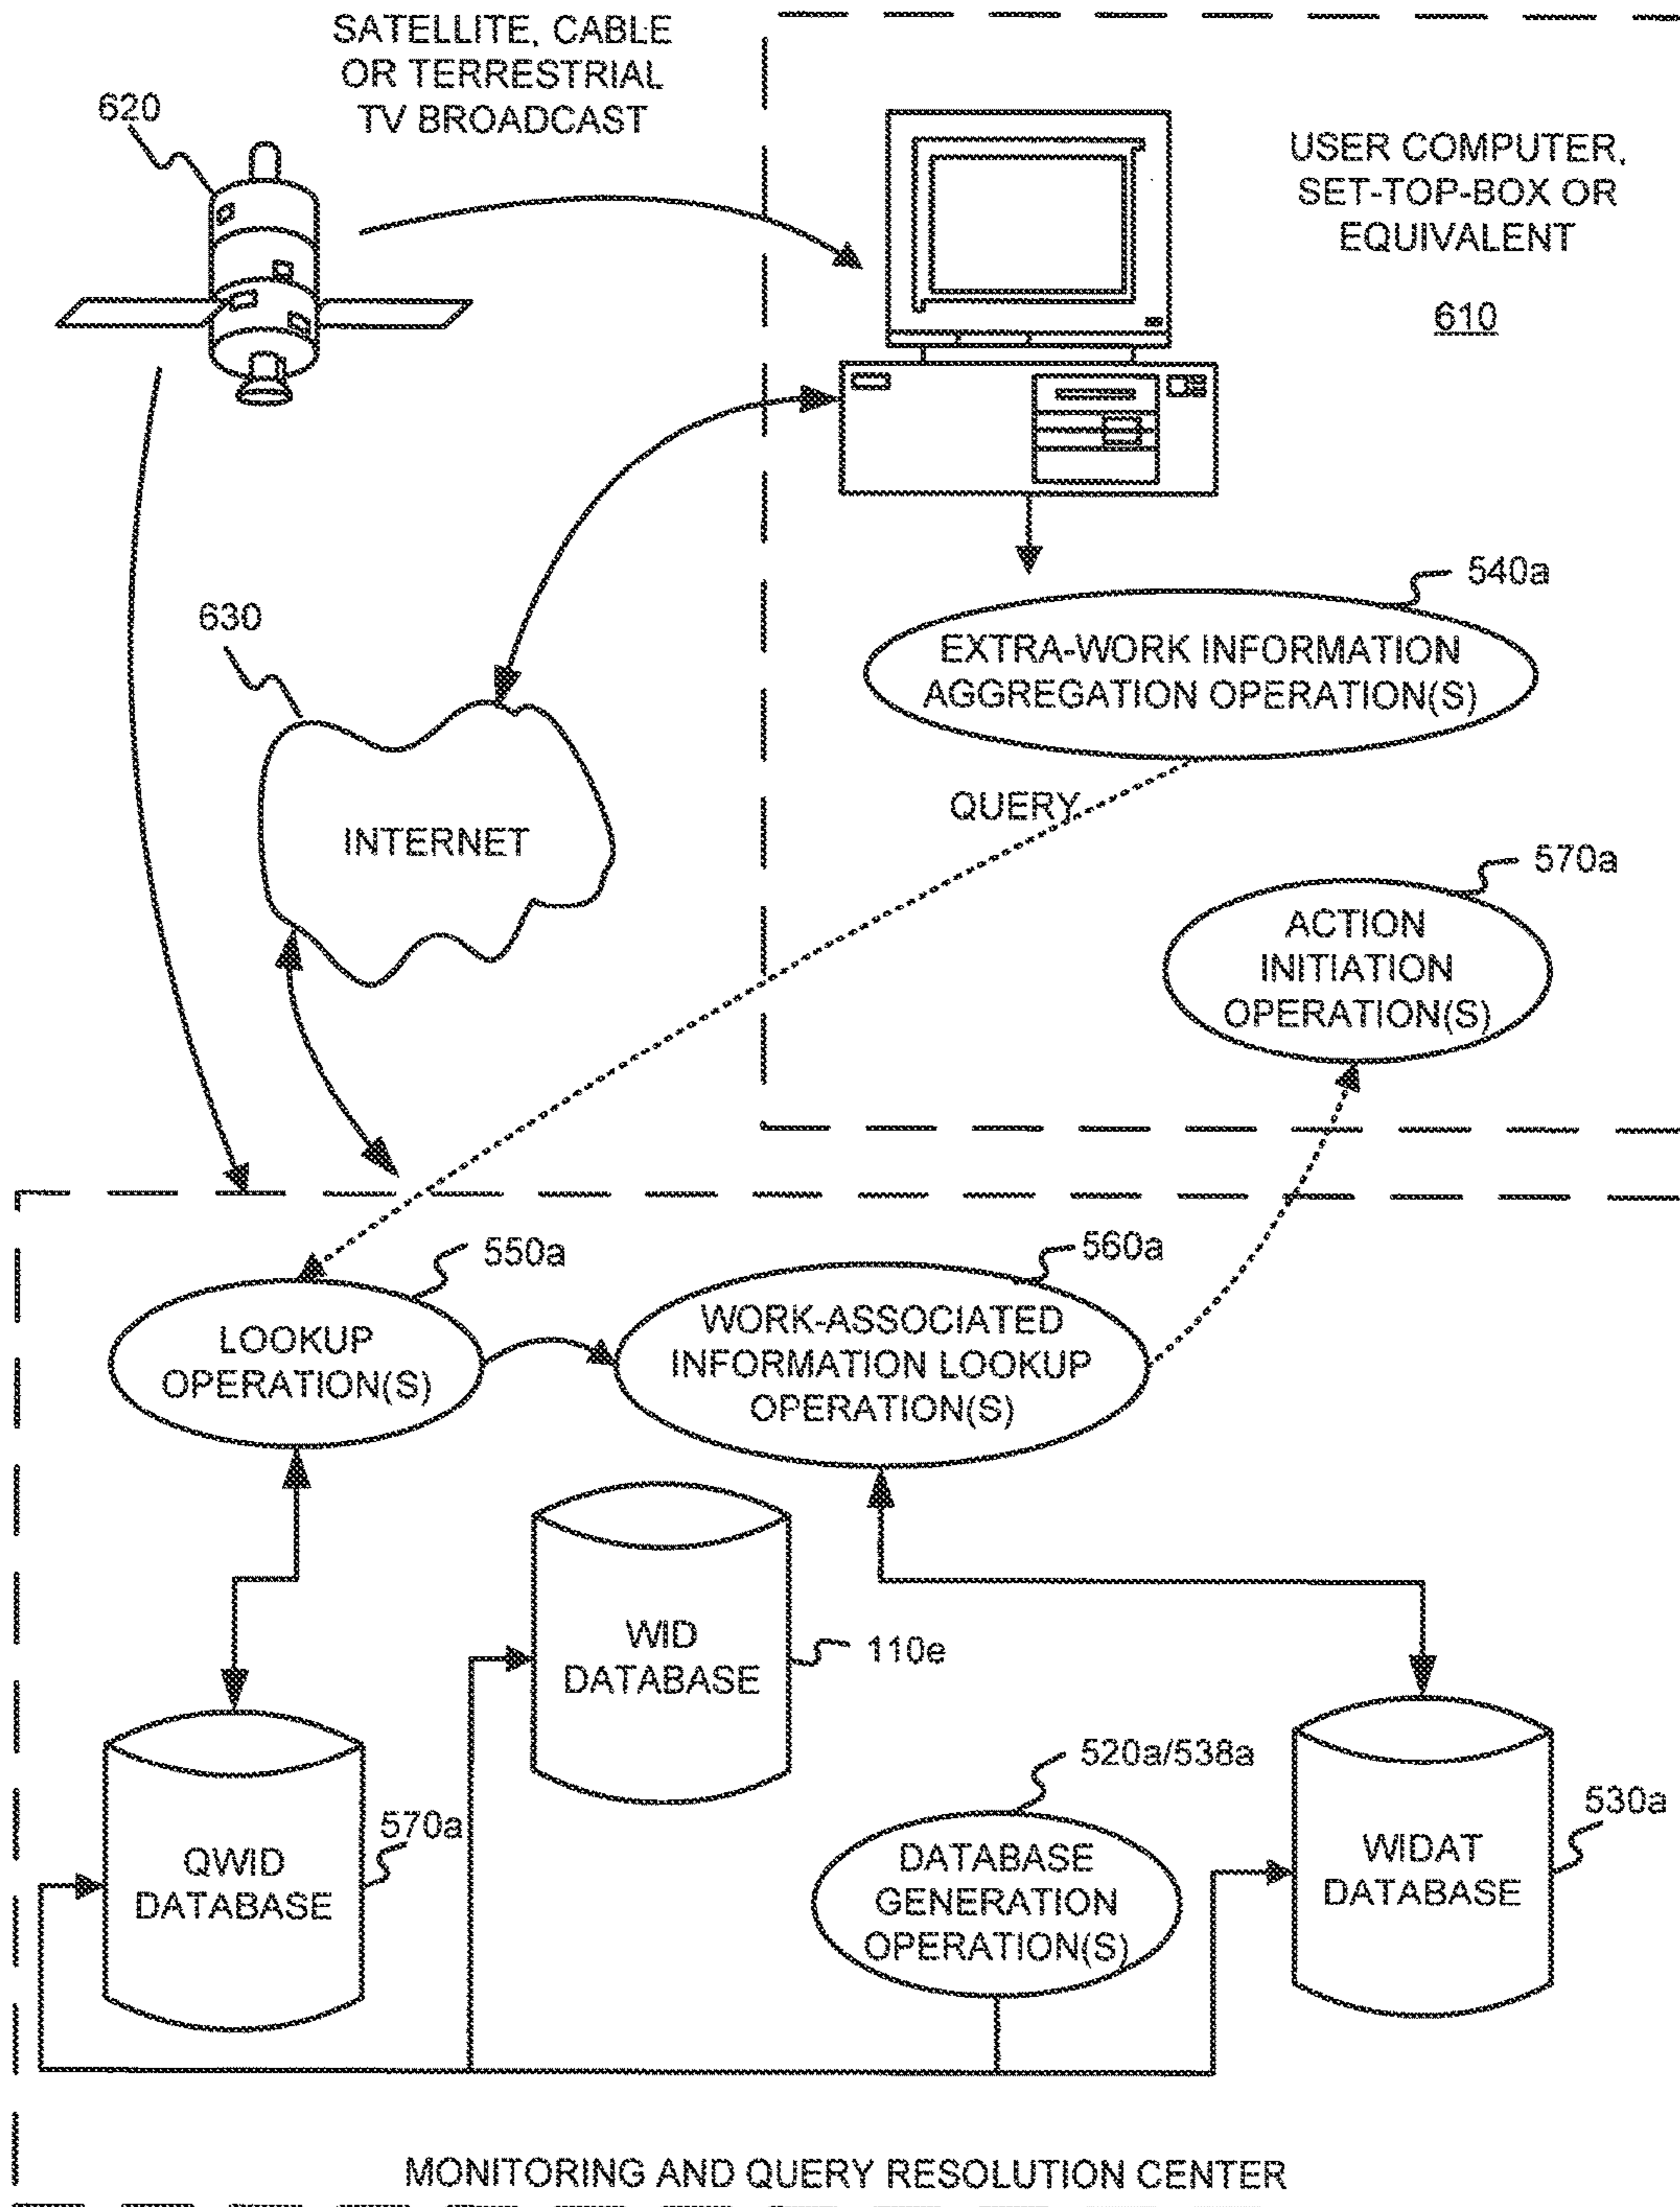 SATELLITE, CABLE
OR TERRESTRIAL
TV BROADCAST
620
USER COMPUTER,
SET-TOP-BOX OR
EQUIVALENT
610
540a
EXTRA-WORK INFORMATION
AGGREGATION OPERATION(S)
630
INTERNET
QUERY
570a
ACTION
INITIATION
OPERATION(S)
550a
LOOKUP
OPERATION(S)
560a
WORK-ASSOCIATED
INFORMATION LOOKUP
OPERATION(S)
WID
DATABASE
110e
520a/538a
DATABASE
GENERATION
OPERATION(S)
QWID
DATABASE
570a
WIDAT
DATABASE
530a
MONITORING AND QUERY RESOLUTION CENTER